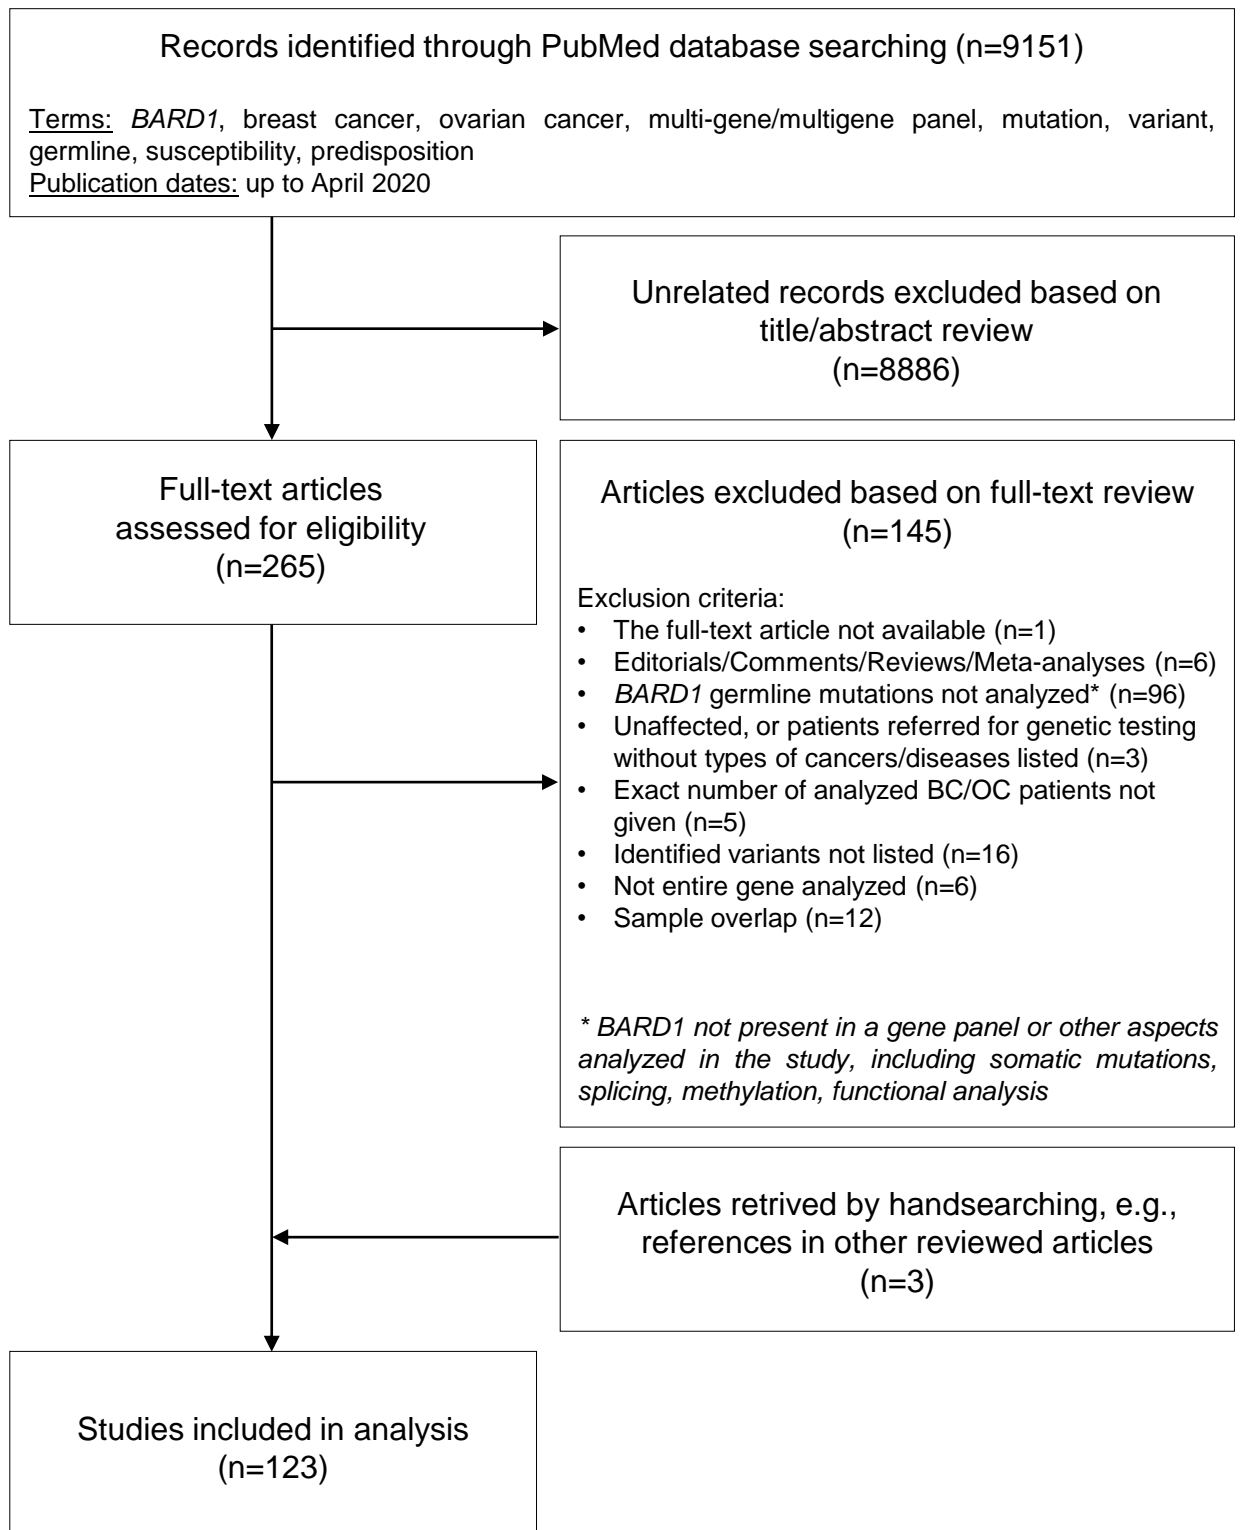 Records identified through PubMed database searching (n=9151)
Terms: BARD1, breast cancer, ovarian cancer, multi-gene/multigene panel, mutation, variant,
germline, susceptibility, predisposition
Publication dates: up to April 2020
Unrelated records excluded based on
title/abstract review
(n=8886)
Full-text articles
assessed for eligibility
(n=265)
Articles excluded based on full-text review
(n=145)
Exclusion criteria:
• The full-text article not available (n=1)
• Editorials/Comments/Reviews/Meta-analyses (n=6)
• BARD1 germline mutations not analyzed* (n=96)
• Unaffected, or patients referred for genetic testing
without types of cancers/diseases listed (n=3)
• Exact number of analyzed BC/OC patients not
given (n=5)
• Identified variants not listed (n=16)
• Not entire gene analyzed (n=6)
• Sample overlap (n=12)
* BARD1 not present in a gene panel or other aspects
analyzed in the study, including somatic mutations,
splicing, methylation, functional analysis
Articles retrived by handsearching, e.g.,
references in other reviewed articles
(n=3)
Studies included in analysis
(n=123)